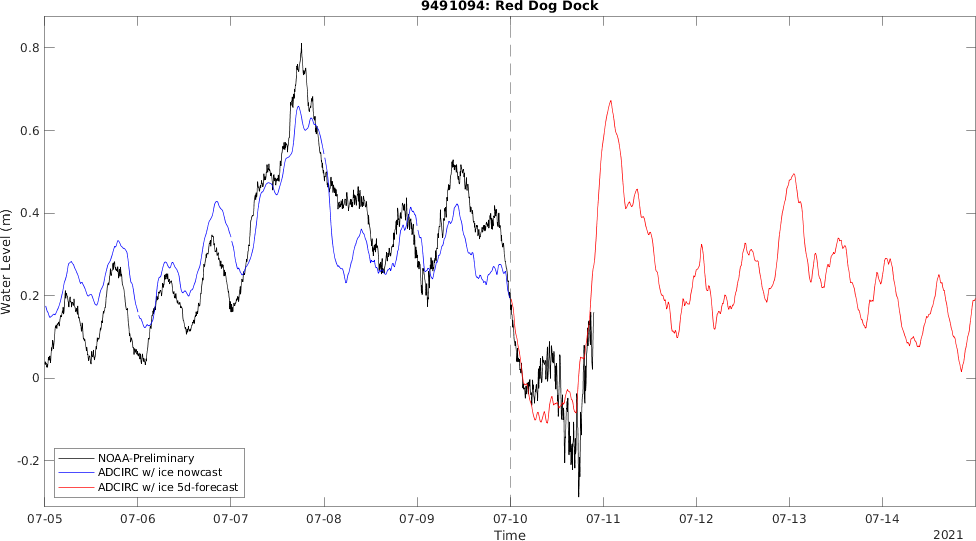 9491094: Red Dog Dock
Water Level (m)
0.8
0.6
0.4
0.2
0
-0.2
NOAA-Preliminary
ADCIRC w/ ice nowcast
ADCIRC w/ ice 5d-forecast
07-05 07-06 07-07 07-08 07-09 07-10 07-11 07-12 07-13 07-14
Time
2021